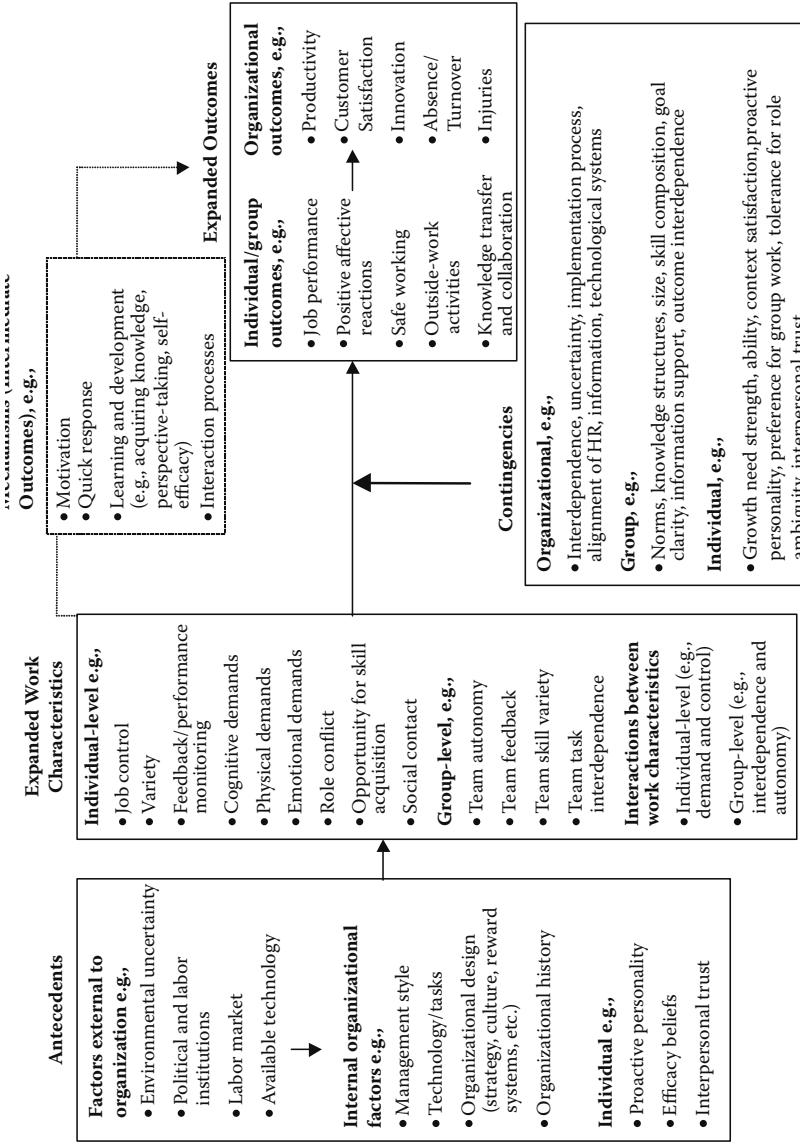 Antecedents
Factors external to
organization e.g.,
• Environmental uncertainty
• Political and labor
institutions
• Labor market
• Available technology
Internal organizational
factors e.g.,
• Management style
• Technology/tasks
• Organizational design
(strategy, culture, reward
systems, etc.)
• Organizational history
Individual e.g.,
• Proactive personality
• Efficacy beliefs
• Interpersonal trust
Expanded Work
Characteristics
Individual-level e.g.,
• Job control
• Variety
• Feedback/performance
monitoring
• Cognitive demands
• Physical demands
• Emotional demands
• Role conflict
• Opportunity for skill
acquisition
• Social contact
Group-level, e.g.,
• Team autonomy
• Team feedback
• Team skill variety
• Team task
interdependence
Interactions between
work characteristics
• Individual-level (e.g.,
demand and control)
• Group-level (e.g.,
interdependence and
autonomy)
Outcomes), e.g.,
• Motivation
• Quick response
• Learning and development
(e.g., acquiring knowledge,
perspective-taking, self-
efficacy)
• Interaction processes
Expanded Outcomes
Individual/group
outcomes, e.g.,
• Job performance
• Positive affective
reactions
• Safe working
• Outside-work
activities
• Knowledge transfer
and collaboration
Organizational
outcomes, e.g.,
• Productivity
• Customer
Satisfaction
• Innovation
• Absence/
Turnover
• Injuries
Contingencies
Organizational, e.g.,
• Interdependence, uncertainty, implementation process,
alignment of HR, information, technological systems
Group, e.g.,
• Norms, knowledge structures, size, skill composition, goal
clarity, information support, outcome interdependence
Individual, e.g.,
• Growth need strength, ability, context satisfaction,proactive
personality, preference for group work, tolerance for role
ambiguity, interpersonal trust